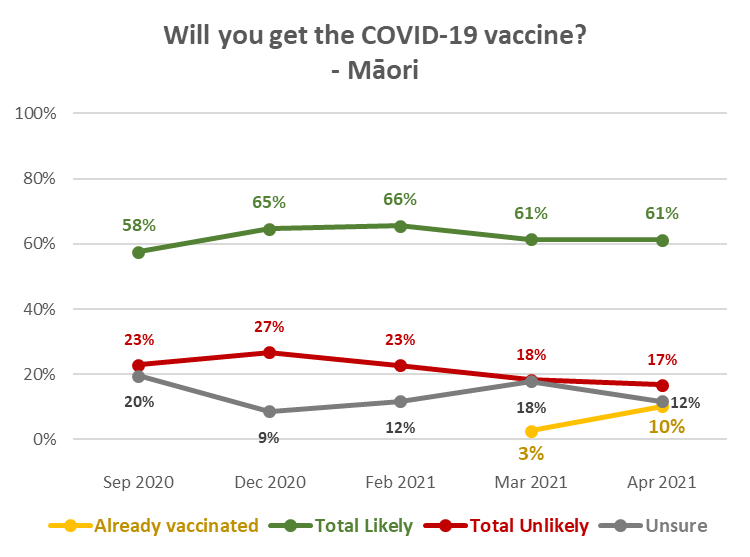 Will you get the COVID-19 vaccine?
- Māori
100%
80%
66%
65%
61%
61%
58%
60%
40%
27%
23%
23%
18%
17%
20%
20%
18%
12%
12%
9%
10%
3%
0%
Sep 2020
Dec 2020
Feb 2021
Mar 2021
Apr 2021
Already vaccinated
Total Likely
Total Unlikely
Unsure